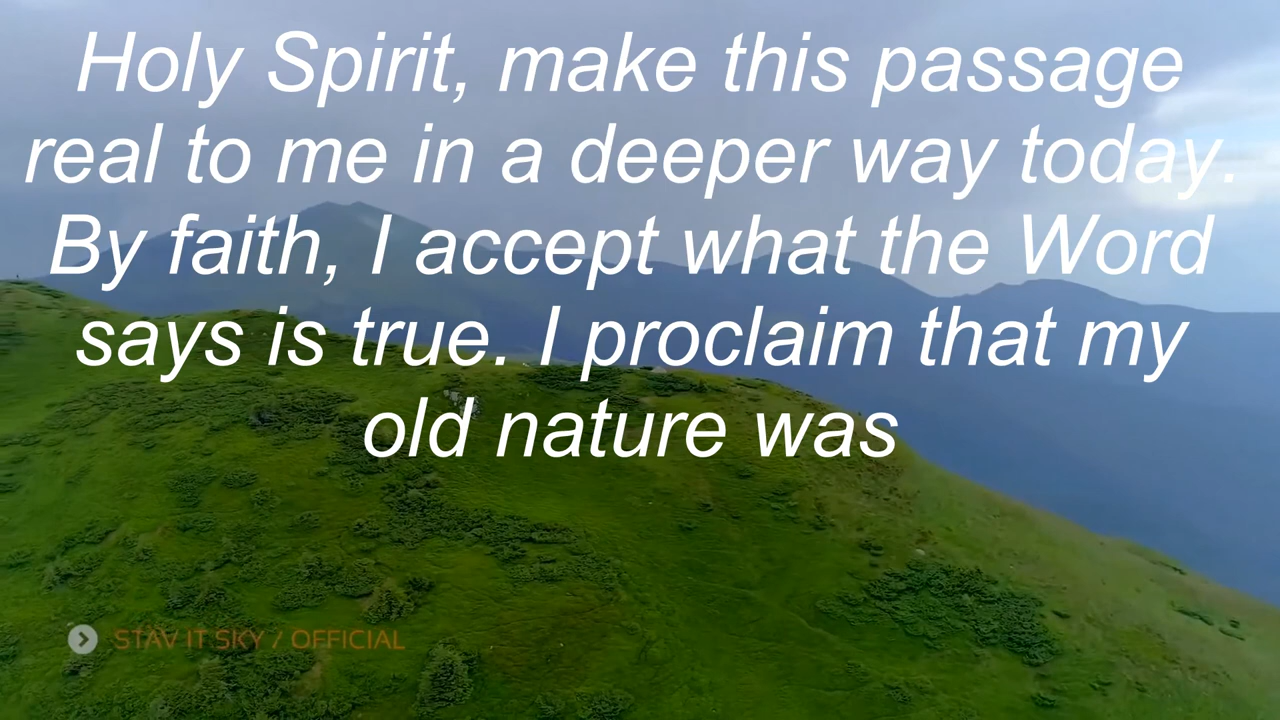 Holy Spirit, make this passage
real to me in a deeper way today.
By faith, I accept what the Word
says is true. I proclaim that my
old nature was
STAV IT SKY / OFFICIAL